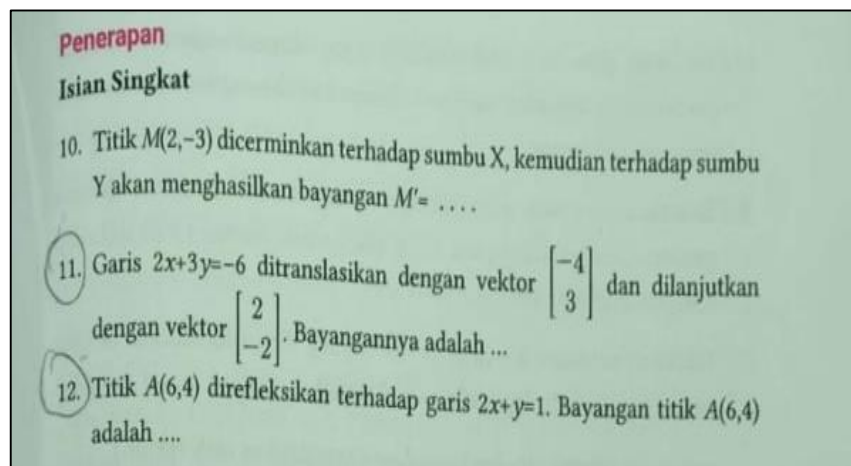 Penerapan
Isian Singkat
10. Titik M(2,-3) dicerminkan terhadap sumbu X, kemudian terhadap sumbu
Y akan menghasilkan bayangan M'= ....
11. Garis 2x+3y=-6 ditranslasikan dengan vektor [-4 3] dan dilanjutkan
dengan vektor [2 -2]. Bayangannya adalah ...
12. Titik A(6,4) direfleksikan terhadap garis 2x+y=1. Bayangan titik A(6,4)
adalah ....